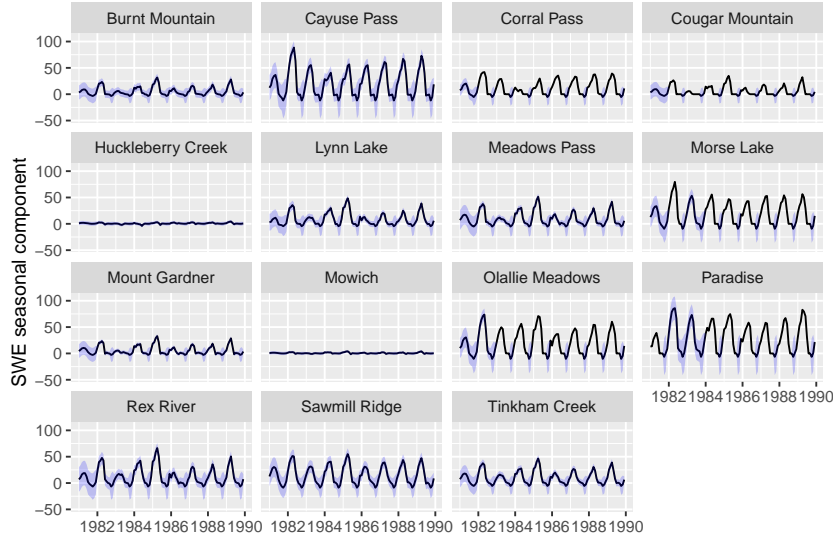 SWE seasonal component
Burnt Mountain Cayuse Pass Corral Pass Cougar Mountain
100
50
0
−50
Huckleberry Creek Lynn Lake Meadows Pass Morse Lake
100
50
0
−50
Mount Gardner Mowich Olallie Meadows Paradise
100
50
0
−50
1982 1984 1986 1988 1990
Rex River Sawmill Ridge Tinkham Creek
100
50
0
−50
1982 1984 1986 1988 1990 1982 1984 1986 1988 1990 1982 1984 1986 1988 1990